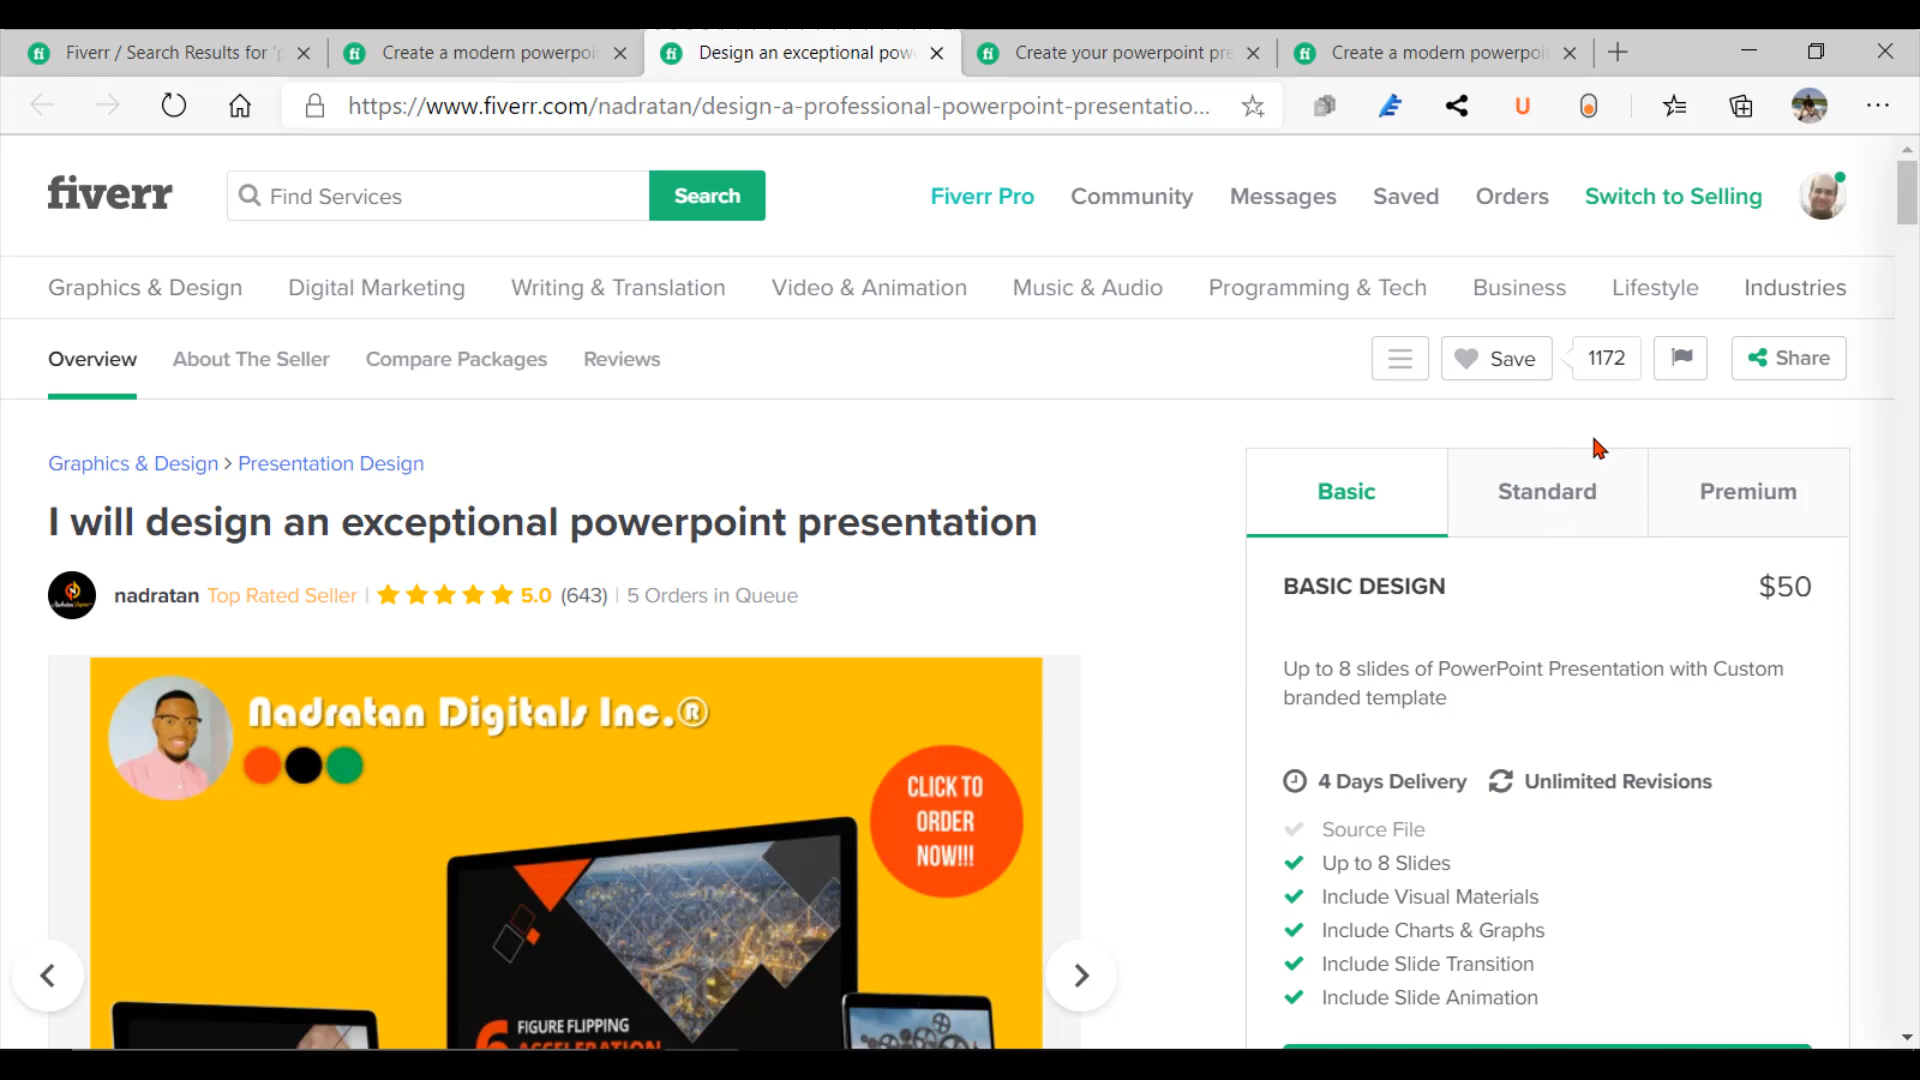 Fiverr / Search Results for 'p
Create a modern powerpoin
Design an exceptional pow
Create your powerpoint pre
Create a modern powerpoin
https://www.fiverr.com/nadratan/design-a-professional-powerpoint-presentatio...
fiverr
Find Services
Search
Fiverr Pro
Community
Messages
Saved
Orders
Switch to Selling
Graphics & Design
Digital Marketing
Writing & Translation
Video & Animation
Music & Audio
Programming & Tech
Business
Lifestyle
Industries
Overview
About The Seller
Compare Packages
Reviews
Save
1172
Share
Graphics & Design > Presentation Design
I will design an exceptional powerpoint presentation
nadratan Top Rated Seller | 5.0 (643) | 5 Orders in Queue
Nadratan Digitals Inc.®
CLICK TO
ORDER
NOW!!!
6 FIGURE FLIPPING
ACCELERATION
Basic
Standard
Premium
BASIC DESIGN
$50
Up to 8 slides of PowerPoint Presentation with Custom
branded template
4 Days Delivery
Unlimited Revisions
Source File
Up to 8 Slides
Include Visual Materials
Include Charts & Graphs
Include Slide Transition
Include Slide Animation